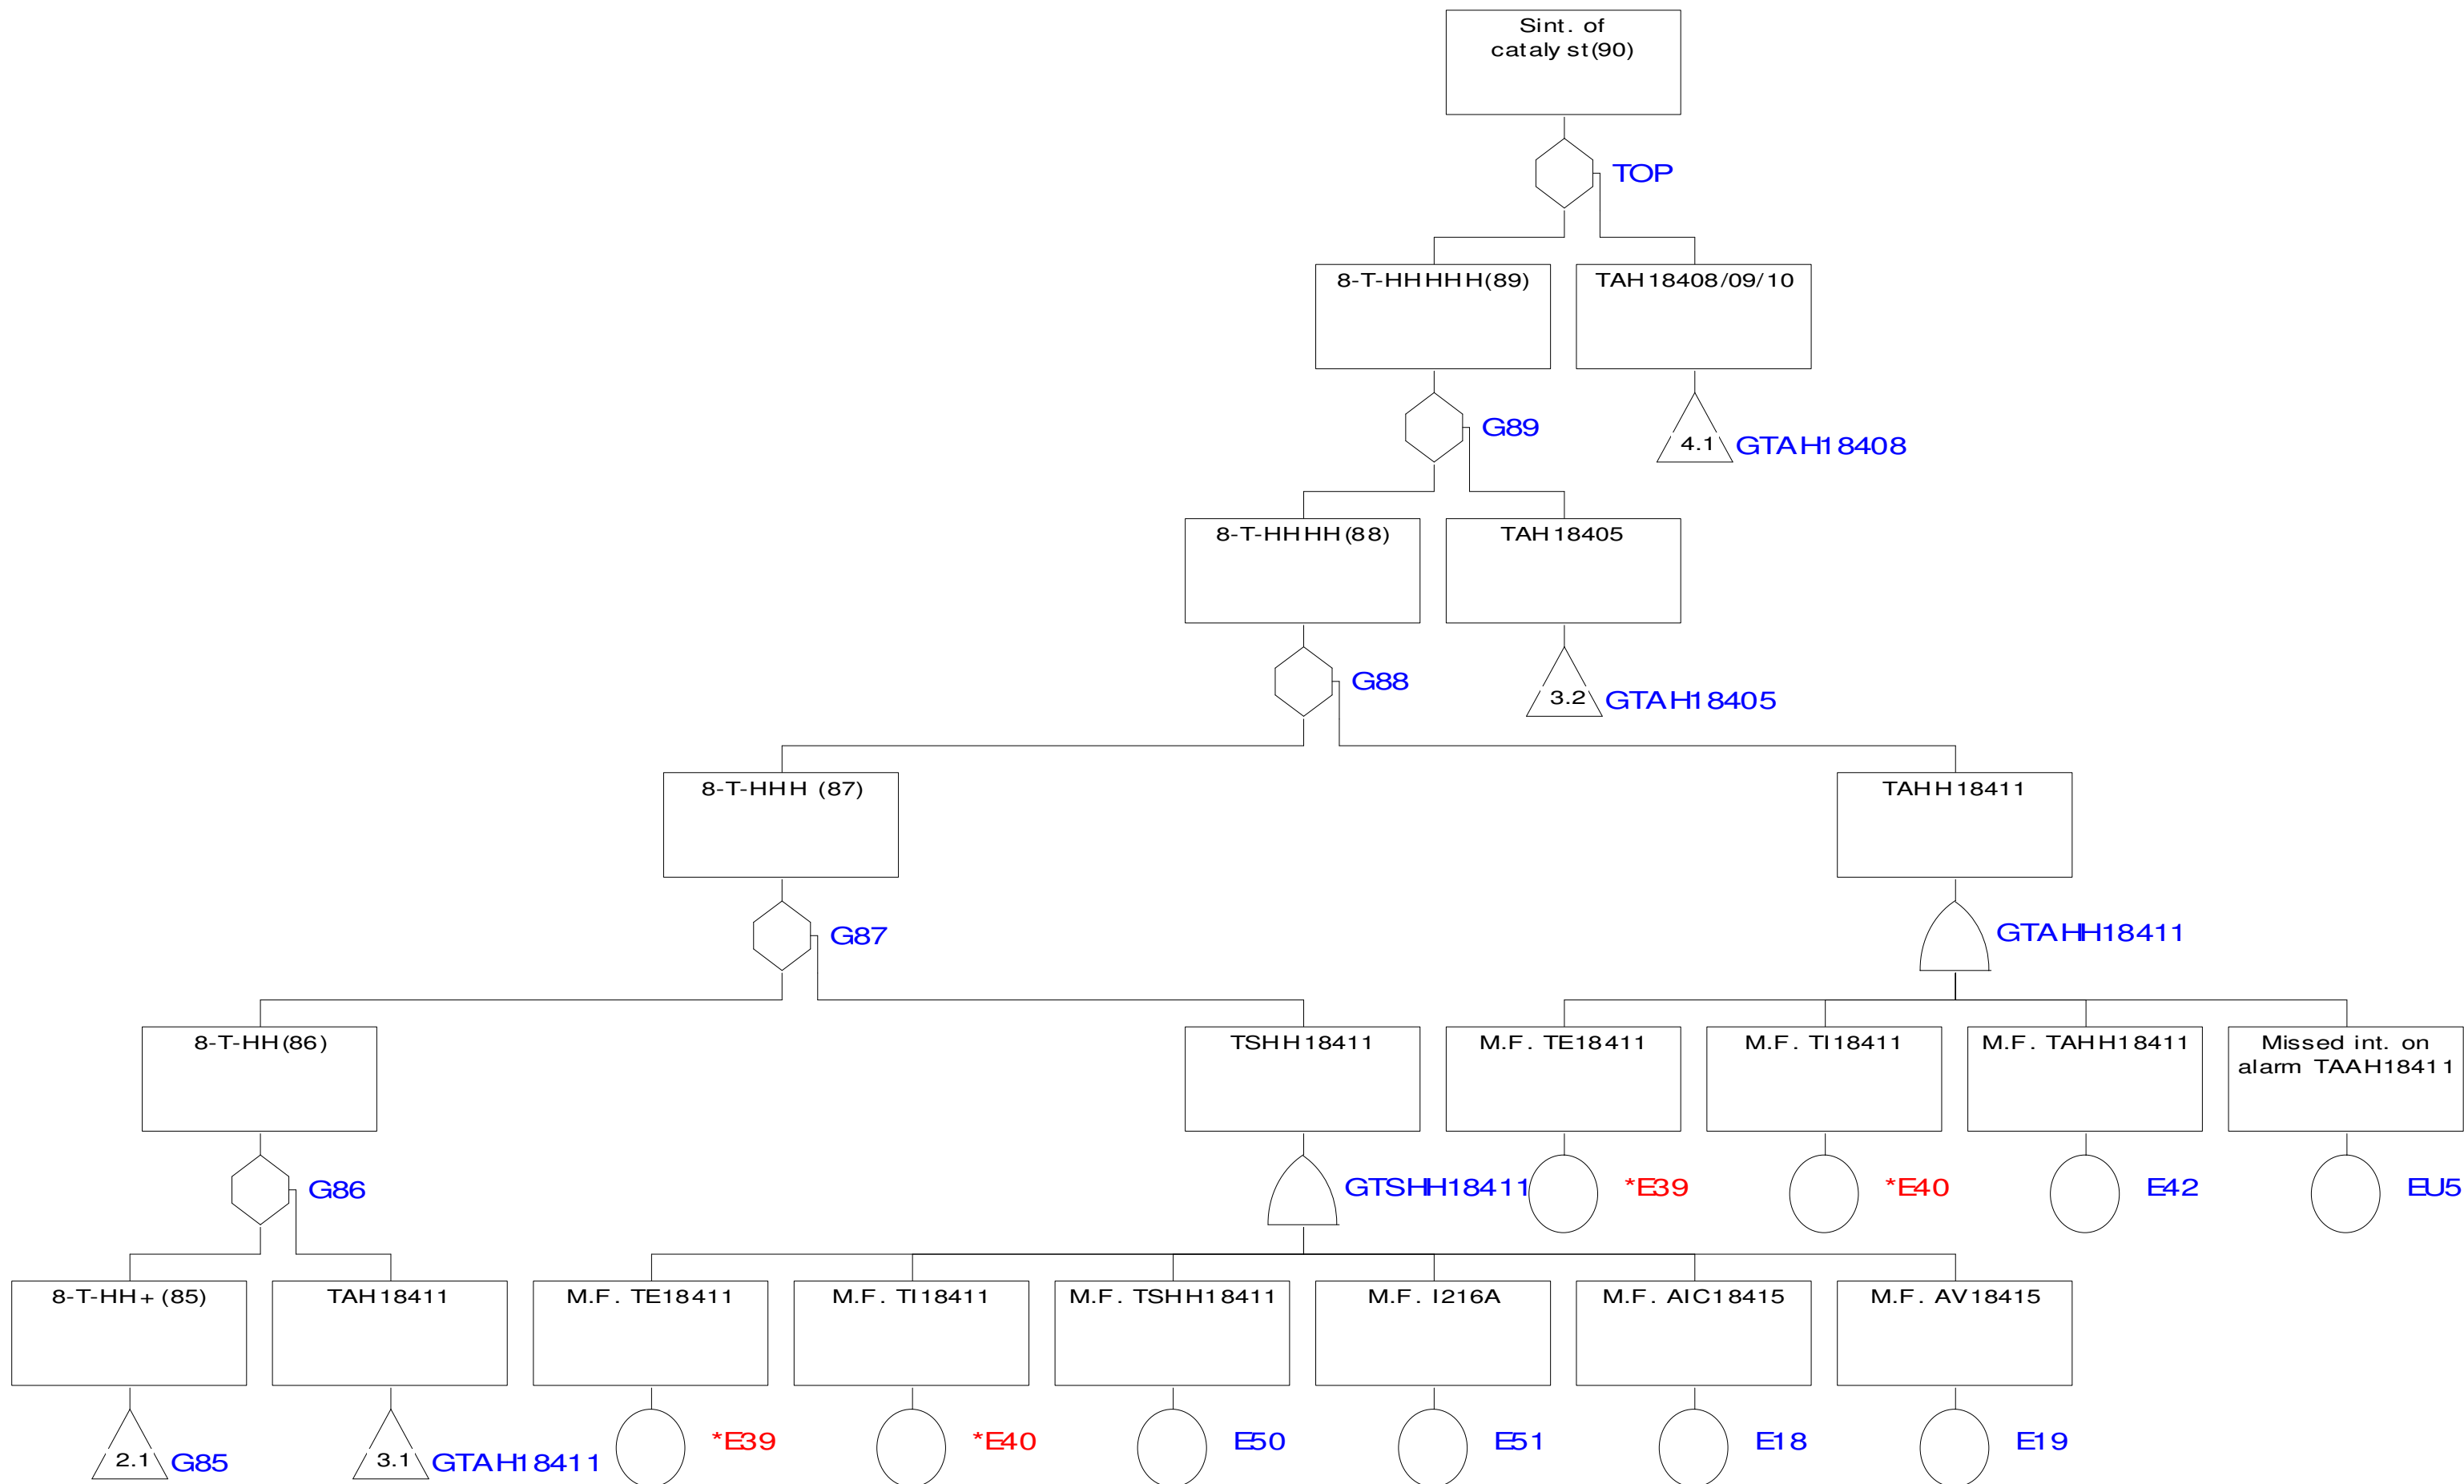 Sint. of
catalyst(90)
TOP
8-T-HHHHH(89)
TAH18408/09/10
G89
4.1
GTAH18408
8-T-HHHH(88)
TAH18405
G88
3.2
GTAH18405
8-T-HHH (87)
TAHH18411
G87
GTAHH18411
8-T-HH(86)
TSHH18411
M.F. TE18411
M.F. TI18411
M.F. TAHH18411
Missed int. on
alarm TAAH18411
G86
GTSHH18411
*E39
*E40
E42
EU5
8-T-HH+ (85)
TAH18411
M.F. TE18411
M.F. TI18411
M.F. TSHH18411
M.F. I216A
M.F. AIC18415
M.F. AV18415
2.1
G85
3.1
GTAH18411
*E39
*E40
E50
E51
E18
E19